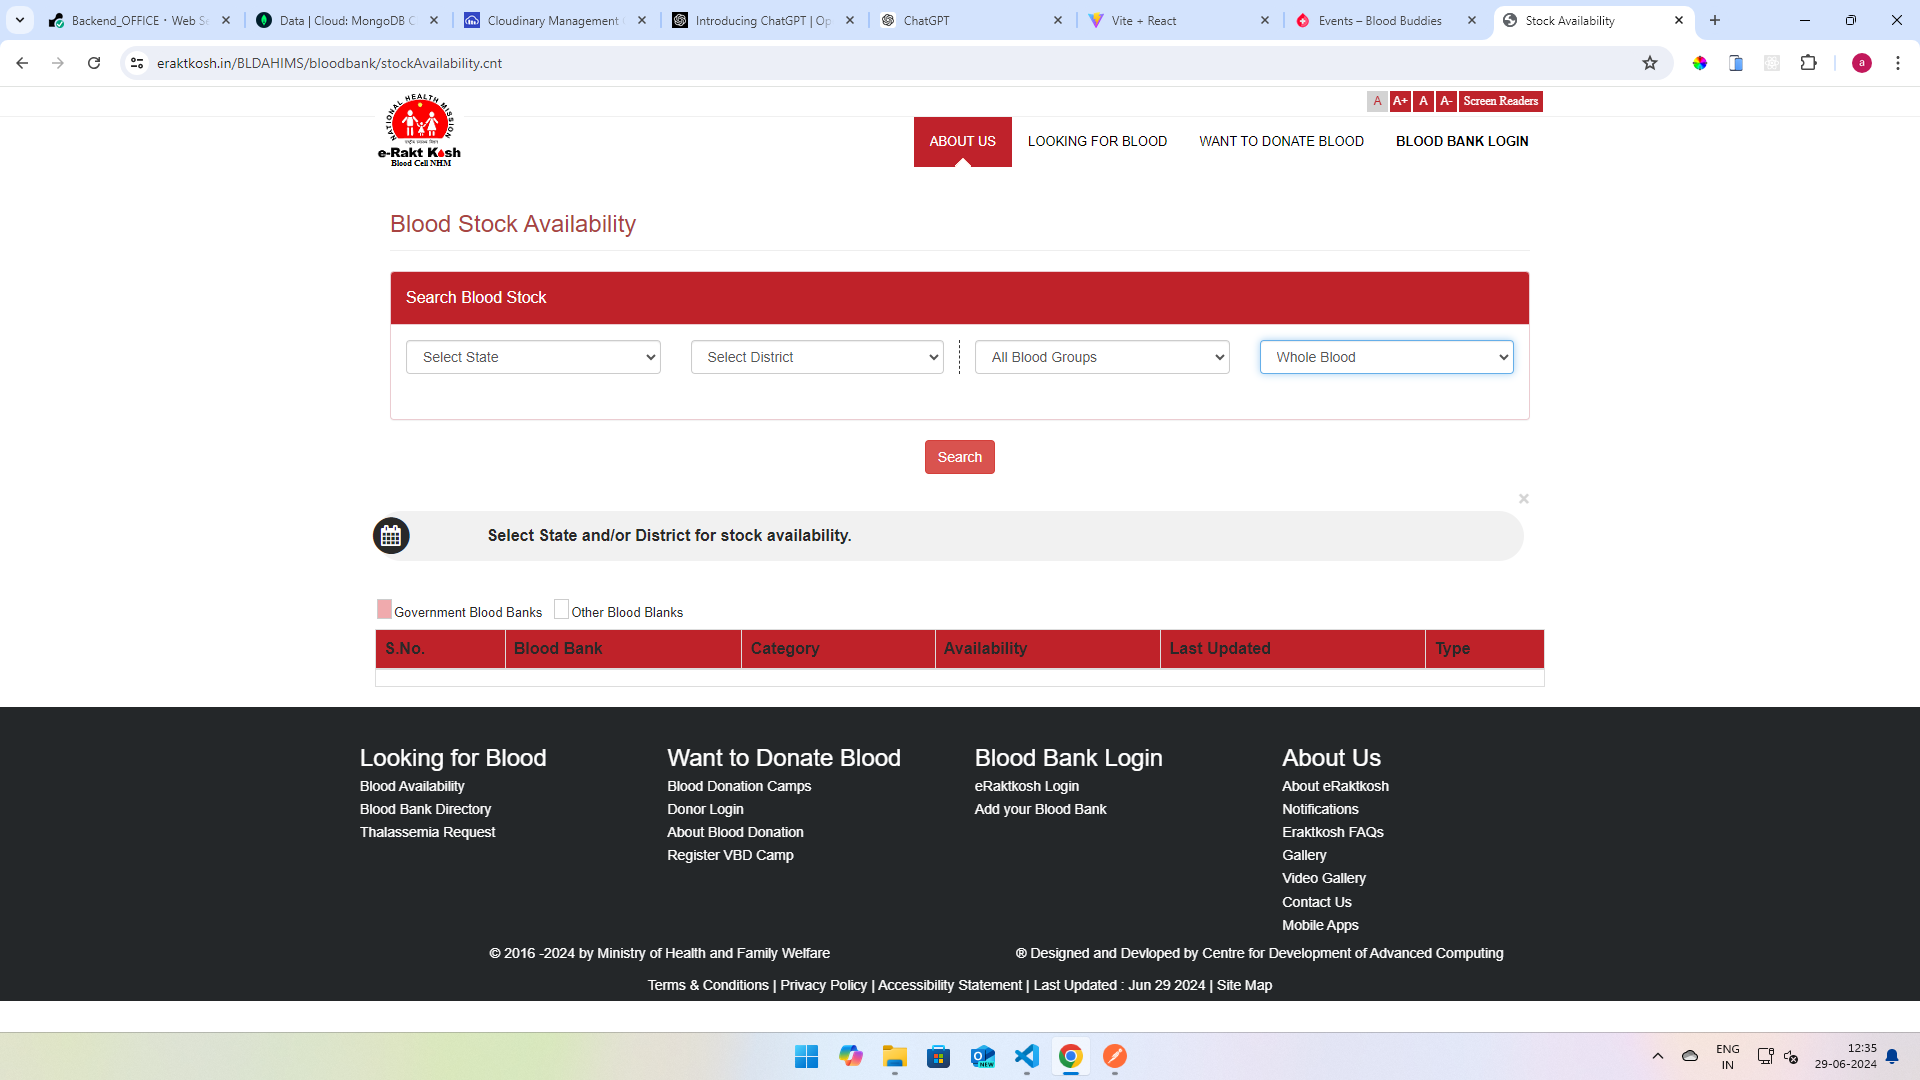 Backend_OFFICE · Web Se
Data | Cloud: MongoDB C
Cloudinary Management C
Introducing ChatGPT | Op
ChatGPT
Vite + React
Events – Blood Buddies
Stock Availability
eraktkosh.in/BLDAHIMS/bloodbank/stockAvailability.cnt
a
A A+ A A- Screen Readers
NATIONAL HEALTH MISSION
e-Rakt Kosh
Blood Cell NHM
ABOUT US
LOOKING FOR BLOOD
WANT TO DONATE BLOOD
BLOOD BANK LOGIN
Blood Stock Availability
Search Blood Stock
Select State
Select District
All Blood Groups
Whole Blood
Search
×
Select State and/or District for stock availability.
Government Blood Banks Other Blood Blanks
S.No. Blood Bank Category Availability Last Updated Type
Looking for Blood
Blood Availability
Blood Bank Directory
Thalassemia Request
Want to Donate Blood
Blood Donation Camps
Donor Login
About Blood Donation
Register VBD Camp
Blood Bank Login
eRaktkosh Login
Add your Blood Bank
About Us
About eRaktkosh
Notifications
Eraktkosh FAQs
Gallery
Video Gallery
Contact Us
Mobile Apps
© 2016 -2024 by Ministry of Health and Family Welfare
® Designed and Devloped by Centre for Development of Advanced Computing
Terms & Conditions | Privacy Policy | Accessibility Statement | Last Updated : Jun 29 2024 | Site Map
NEW
ENG
IN
12:35
29-06-2024